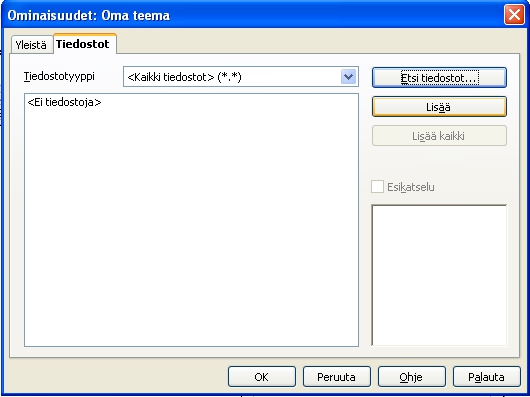 Ominaisuudet: Oma teema
Yleistä Tiedostot
Tiedostotyyppi <Kaikki tiedostot> (*.*) Etsi tiedostot...
<Ei tiedostoja> Lisää
Lisää kaikki
Esikatselu
OK Peruuta Ohje Palauta